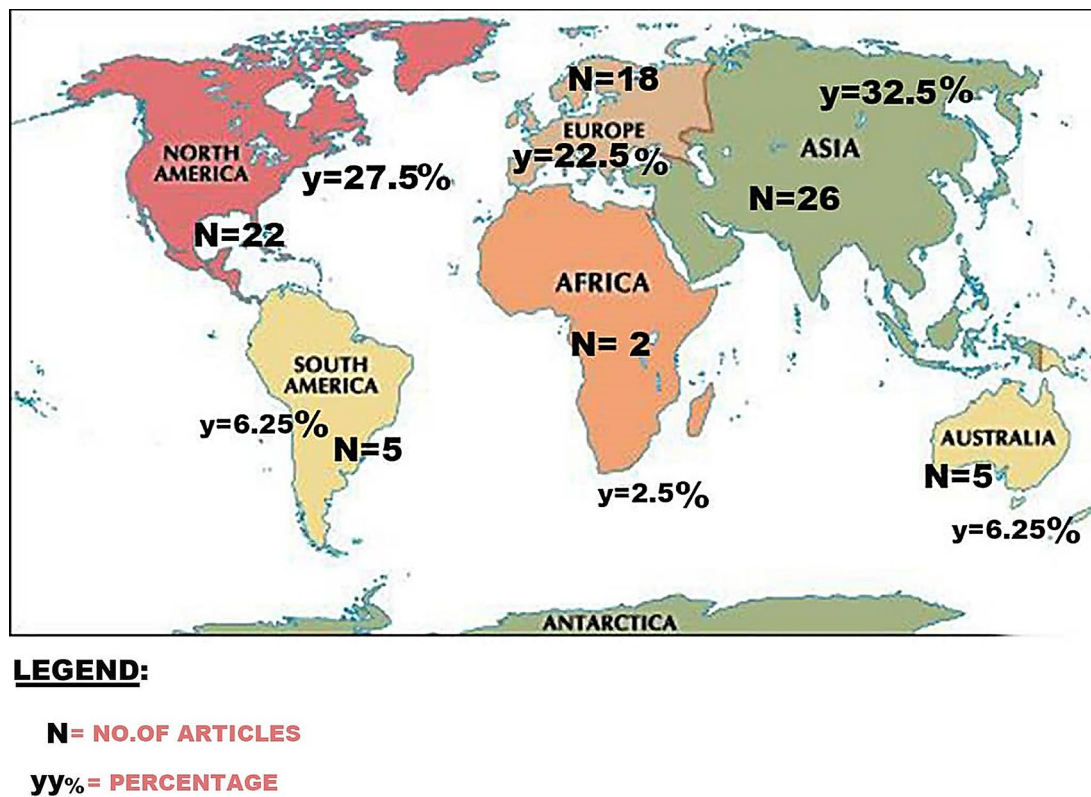 N=18
y=32.5%
EUROPE
NORTH
AMERICA
y=22.5%
ASIA
y=27.5%
N=26
N=22
AFRICA
N= 2
SOUTH
AMERICA
y=6.25%
N=5
AUSTRALIA
N=5
y=2.5%
y=6.25%
ANTARCTICA
LEGEND:
N= NO.OF ARTICLES
yy%= PERCENTAGE